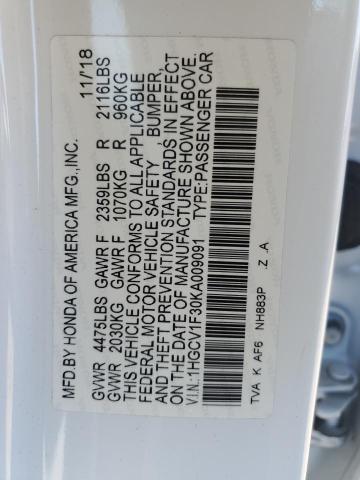 MFD.BY HONDA OF AMERICA MFG.,INC. 11/18
GVWR 4475LBS GAWR F 2359LBS R 2116LBS
GVWR 2030KG GAWR F 1070KG R 960KG
THIS VEHICLE CONFORMS TO ALL APPLICABLE
FEDERAL MOTOR VEHICLE SAFETY , BUMPER,
AND THEFT PREVENTION STANDARDS IN EFFECT
ON THE DATE OF MANUFACTURE SHOWN ABOVE.
V.I.N.:1HGCV1F30KA009091 TYPE:PASSENGER CAR
TVA K AF6 NH883P .Z .A